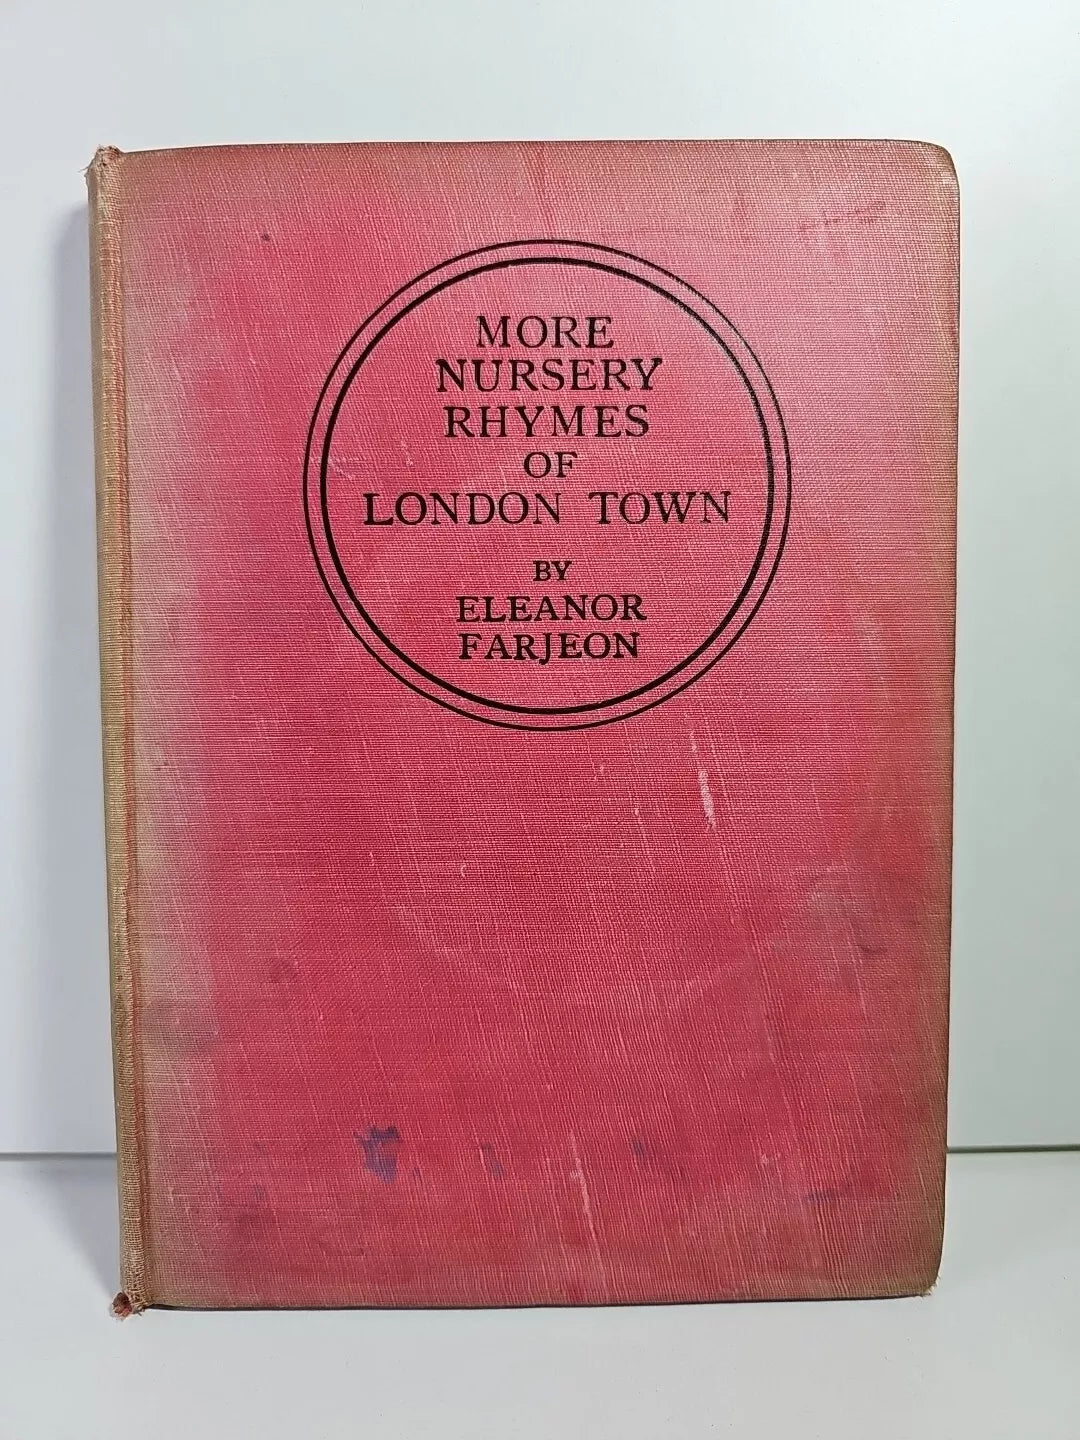 MORE
NURSERY
RHYMES
OF
LONDON TOWN
BY
ELEANOR
FARJEON